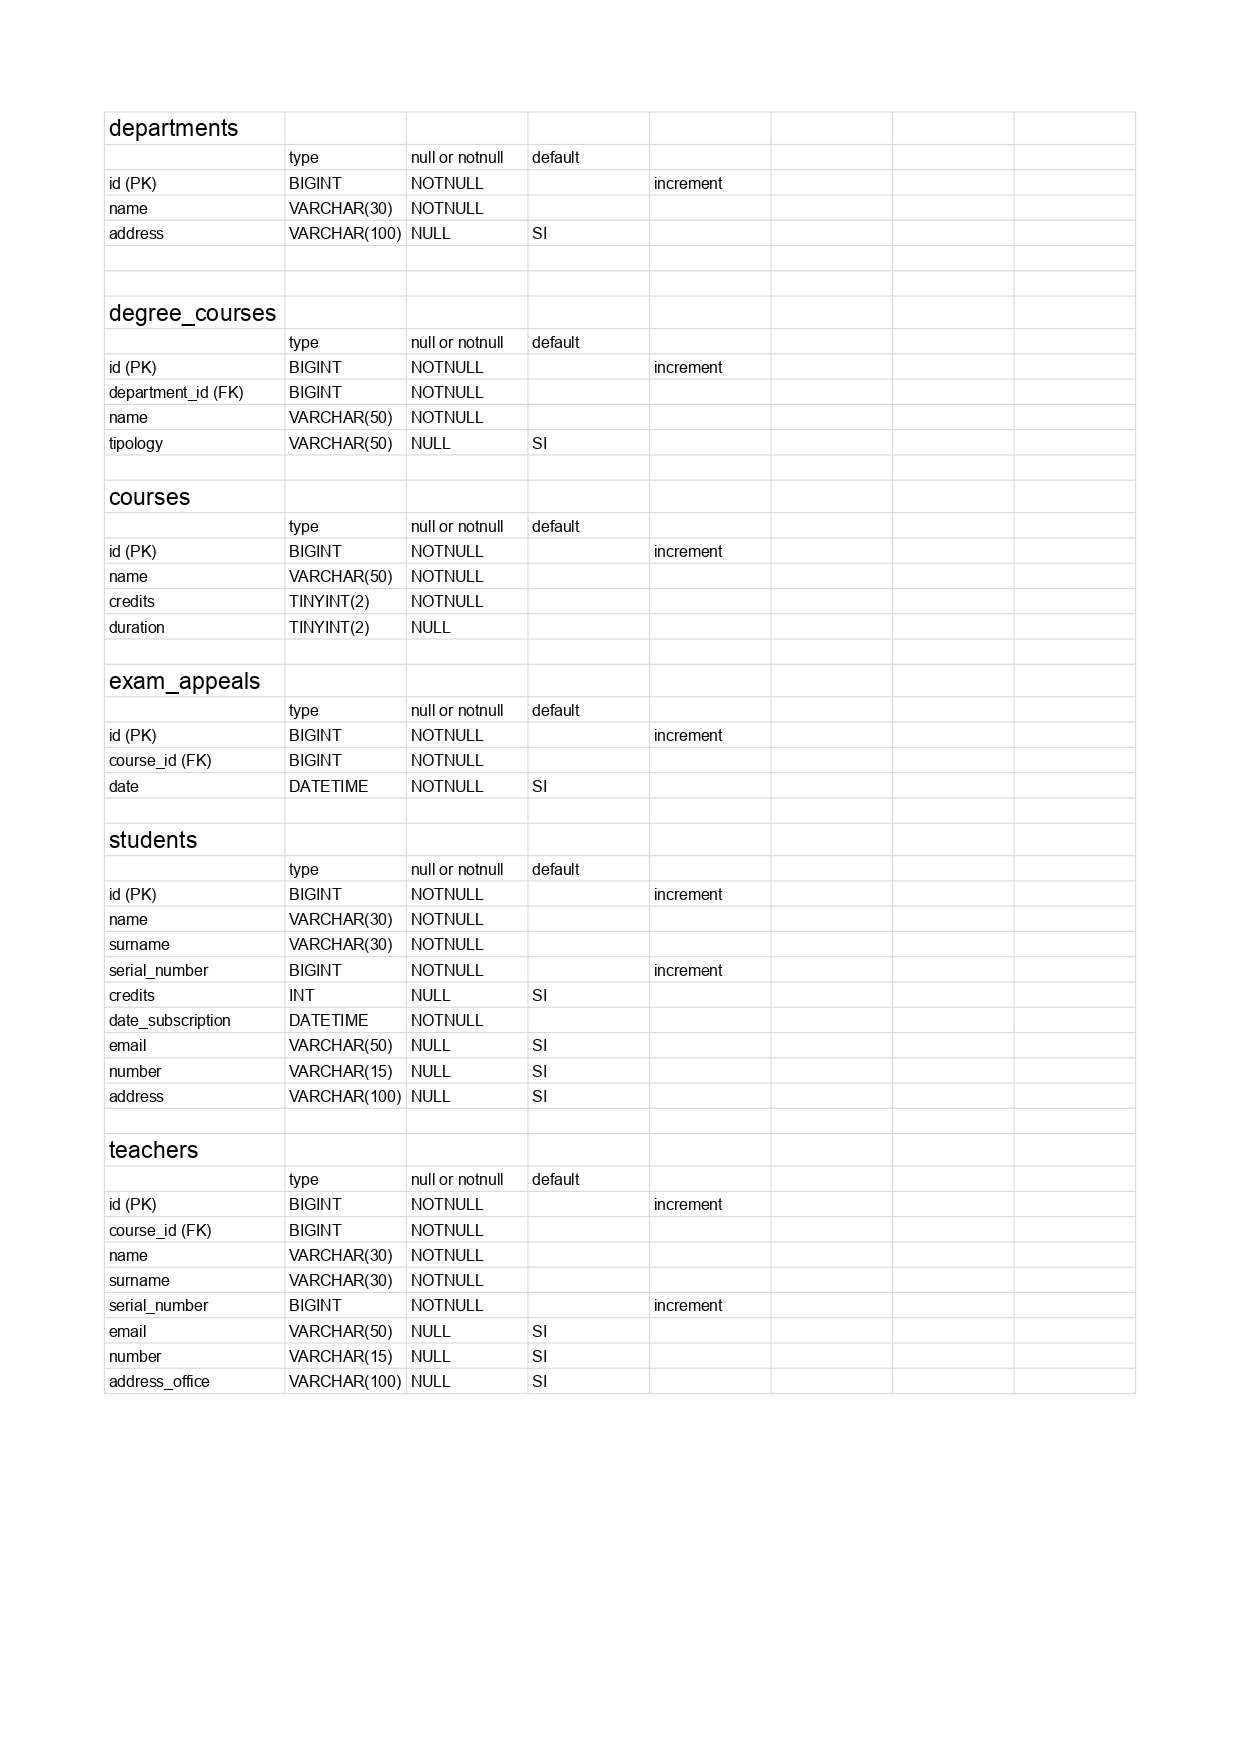 departments
type null or notnull default
id (PK) BIGINT NOTNULL increment
name VARCHAR(30) NOTNULL
address VARCHAR(100) NULL SI
degree_courses
type null or notnull default
id (PK) BIGINT NOTNULL increment
department_id (FK) BIGINT NOTNULL
name VARCHAR(50) NOTNULL
tipology VARCHAR(50) NULL SI
courses
type null or notnull default
id (PK) BIGINT NOTNULL increment
name VARCHAR(50) NOTNULL
credits TINYINT(2) NOTNULL
duration TINYINT(2) NULL
exam_appeals
type null or notnull default
id (PK) BIGINT NOTNULL increment
course_id (FK) BIGINT NOTNULL
date DATETIME NOTNULL SI
students
type null or notnull default
id (PK) BIGINT NOTNULL increment
name VARCHAR(30) NOTNULL
surname VARCHAR(30) NOTNULL
serial_number BIGINT NOTNULL increment
credits INT NULL SI
date_subscription DATETIME NOTNULL
email VARCHAR(50) NULL SI
number VARCHAR(15) NULL SI
address VARCHAR(100) NULL SI
teachers
type null or notnull default
id (PK) BIGINT NOTNULL increment
course_id (FK) BIGINT NOTNULL
name VARCHAR(30) NOTNULL
surname VARCHAR(30) NOTNULL
serial_number BIGINT NOTNULL increment
email VARCHAR(50) NULL SI
number VARCHAR(15) NULL SI
address_office VARCHAR(100) NULL SI